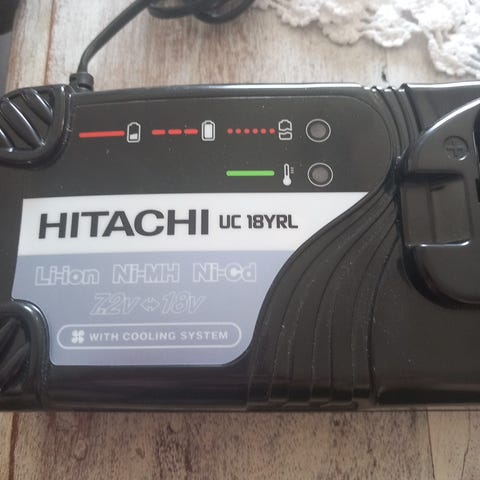 HITACHI UC 18YRL
Li-ion Ni-MH Ni-Cd
7.2V⇔18V
WITH COOLING SYSTEM